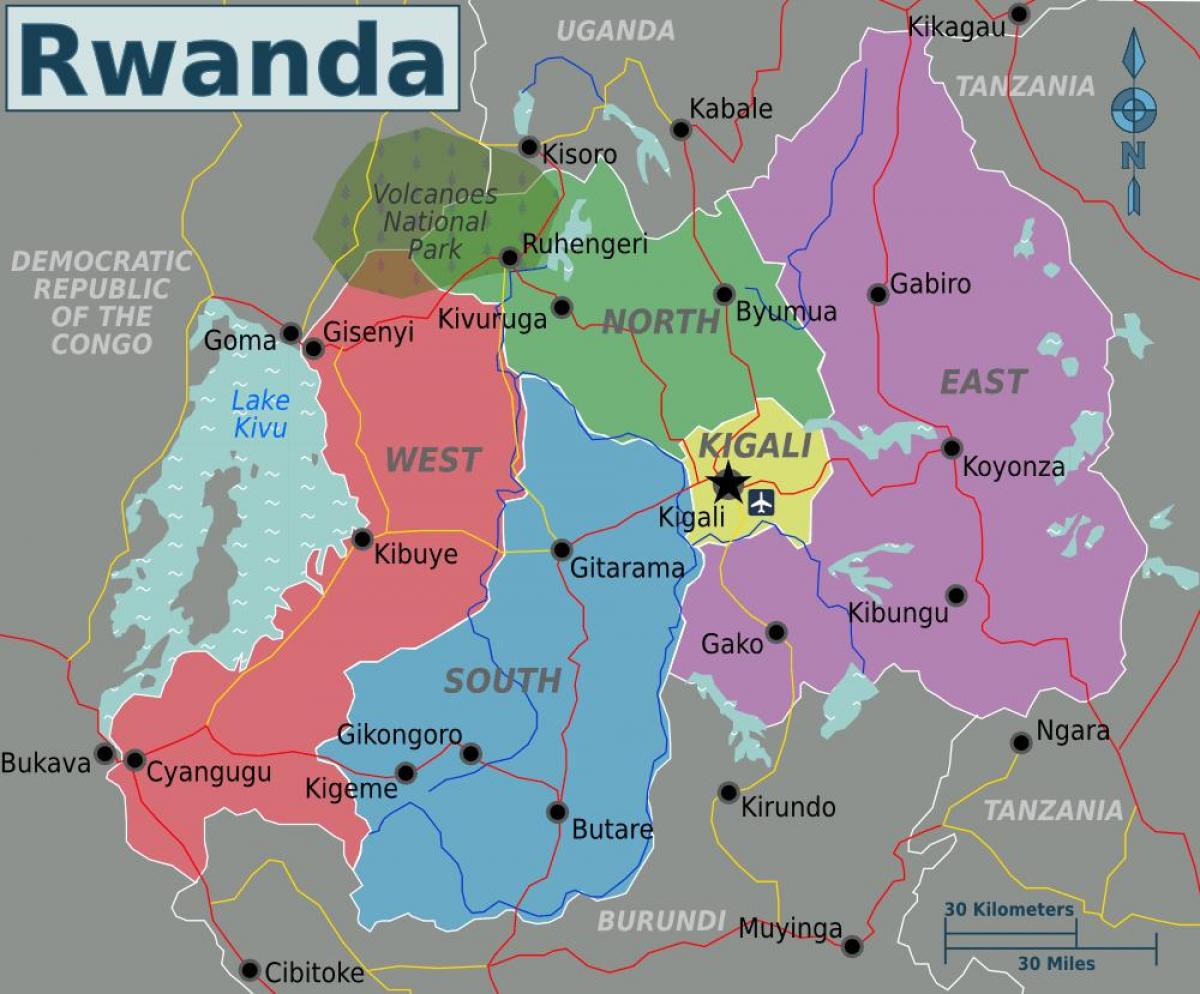 Rwanda
UGANDA
Kikagau
TANZANIA
Kabale
N
Kisoro
Volcanoes
National
Park
Ruhengeri
DEMOCRATIC
REPUBLIC
OF THE
CONGO
Gabiro
Kivuruga
NORTH
Byumua
Goma
Gisenyi
EAST
Lake
Kivu
WEST
KIGALI
Koyonza
Kigali
Kibuye
Gitarama
Kibungu
Gako
SOUTH
Gikongoro
Ngara
Bukava
Cyangugu
Kigeme
Kirundo
TANZANIA
Butare
BURUNDI
Muyinga
30 Kilometers
30 Miles
Cibitoke